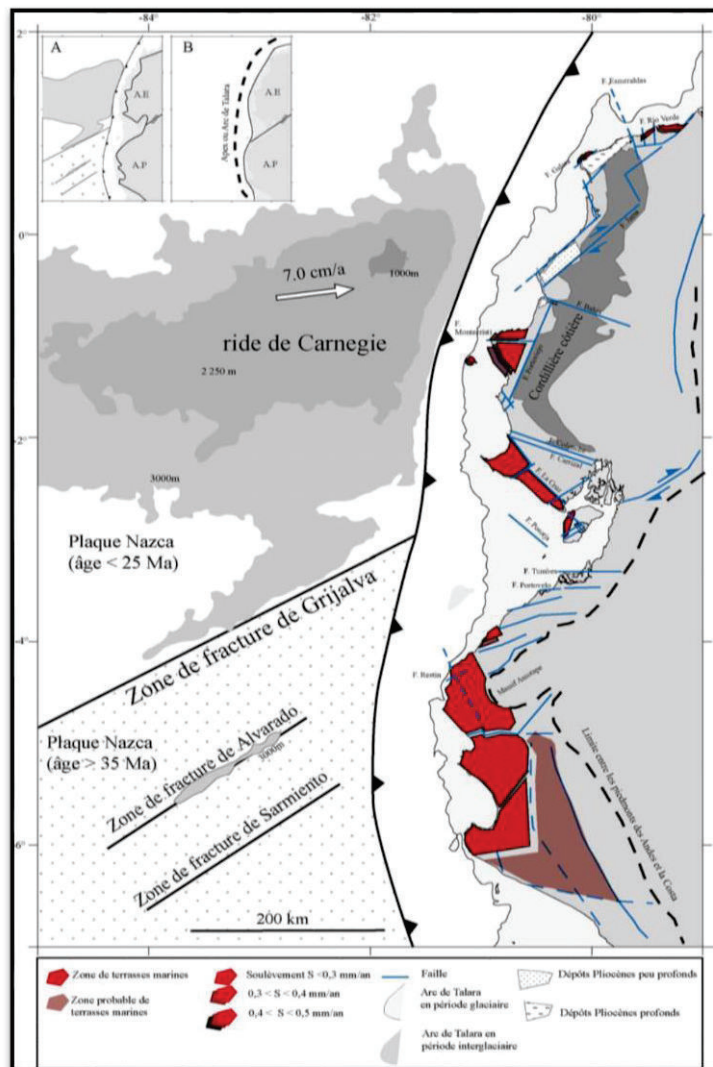 -84
-82
-80
2°
A
B
A.E
A.P
Apex ou Arc de Talara
A.E
A.P
F. Esmeraldas
F. Rio Verde
F. Galera
F. Jama
0°
7.0 cm/a
1000m
ride de Carnegie
2 250 m
F.
Montecristi
Cordillière côtière
-2
3000m
F. Carrizal
F. La Cruz
Plaque Nazca
(âge < 25 Ma)
Zone de fracture de Grijalva
F. Tumbes
F. Portovelo
-4
F. Bastin
Massif Amotape
Plaque Nazca
(âge > 35 Ma)
Zone de fracture de Alvarado
3000m
Zone de fracture de Sarmiento
Limite entre les piedmonts des Andes et la Costa
-6
200 km
Zone de terrasses marines
Zone probable de
terrasses marines
Soulèvement S <0,3 mm/an
0,3 < S < 0,4 mm/an
0,4 < S < 0,5 mm/an
Faille
Arc de Talara
en période glaciaire
Arc de Talara en
période interglaciaire
Dépôts Pliocènes peu profonds
Dépôts Pliocènes profonds